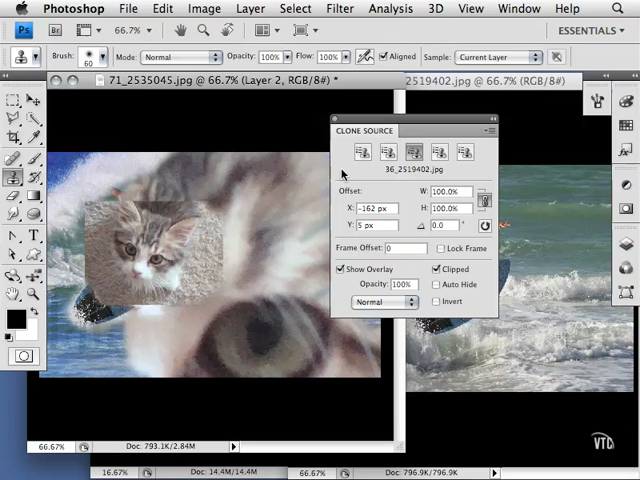 Photoshop File Edit Image Layer Select Filter Analysis 3D View Window Help
Ps Br 66.7% ESSENTIALS
Brush: 60 Mode: Normal Opacity: 100% Flow: 100% Aligned Sample: Current Layer
71_2535045.jpg @ 66.7% (Layer 2, RGB/8#) *
2519402.jpg @ 66.7% (RGB/8#)
CLONE SOURCE
36_2519402.jpg
Offset: W: 100.0%
X: -162 px H: 100.0%
Y: 5 px 0.0 °
Frame Offset: 0 Lock Frame
Show Overlay Clipped
Opacity: 100% Auto Hide
Normal Invert
VTC
66.67% Doc: 793.1K/2.84M
16.67% Doc: 14.4M/14.4M 66.67% Doc: 796.9K/796.9K